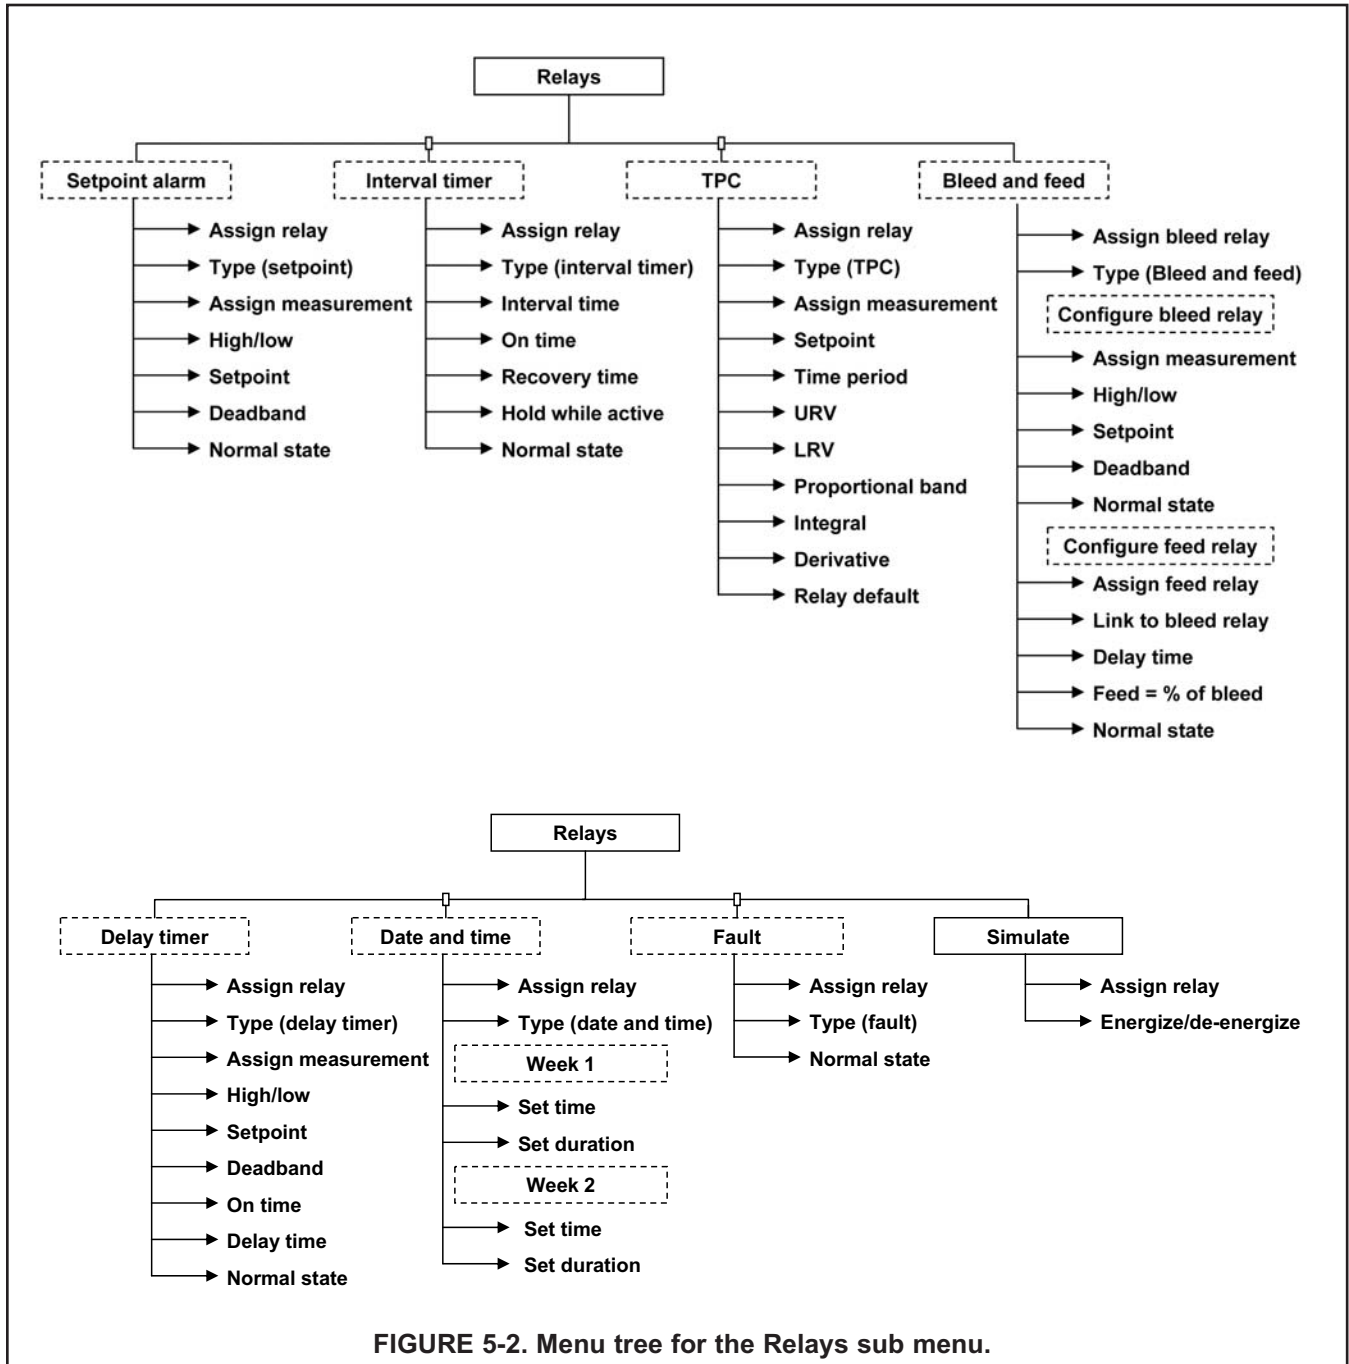 Relays
Setpoint alarm
Assign relay
Type (setpoint)
Assign measurement
High/low
Setpoint
Deadband
Normal state
Interval timer
Assign relay
Type (interval timer)
Interval time
On time
Recovery time
Hold while active
Normal state
TPC
Assign relay
Type (TPC)
Assign measurement
Setpoint
Time period
URV
LRV
Proportional band
Integral
Derivative
Relay default
Bleed and feed
Assign bleed relay
Type (Bleed and feed)
Configure bleed relay
Assign measurement
High/low
Setpoint
Deadband
Normal state
Configure feed relay
Assign feed relay
Link to bleed relay
Delay time
Feed = % of bleed
Normal state
Relays
Delay timer
Assign relay
Type (delay timer)
Assign measurement
High/low
Setpoint
Deadband
On time
Delay time
Normal state
Date and time
Assign relay
Type (date and time)
Week 1
Set time
Set duration
Week 2
Set time
Set duration
Fault
Assign relay
Type (fault)
Normal state
Simulate
Assign relay
Energize/de-energize
FIGURE 5-2. Menu tree for the Relays sub menu.